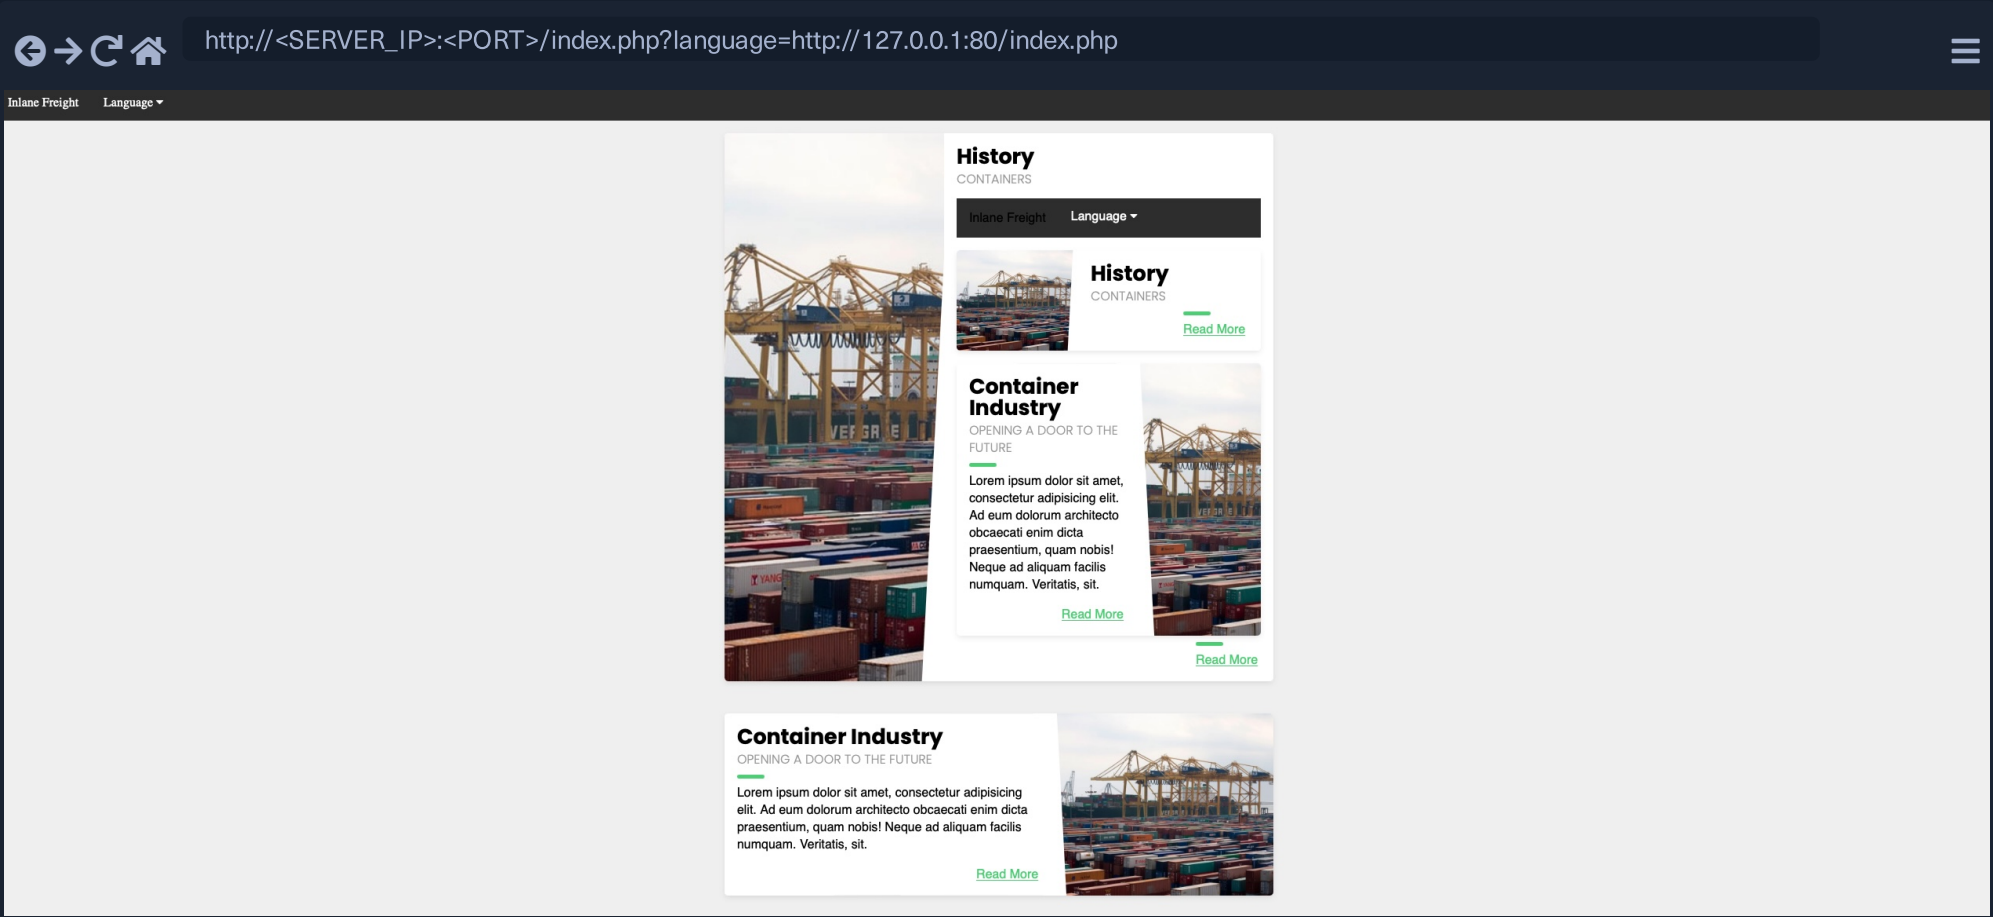 http://<SERVER_IP>:<PORT>/index.php?language=http://127.0.0.1:80/index.php
Inlane Freight Language
History
CONTAINERS
Inlane Freight Language
History
CONTAINERS
Read More
Container
Industry
OPENING A DOOR TO THE
FUTURE
Lorem ipsum dolor sit amet,
consectetur adipisicing elit.
Ad eum dolorum architecto
obcaecati enim dicta
praesentium, quam nobis!
Neque ad aliquam facilis
numquam. Veritatis, sit.
Read More
Read More
Container Industry
OPENING A DOOR TO THE FUTURE
Lorem ipsum dolor sit amet, consectetur adipisicing
elit. Ad eum dolorum architecto obcaecati enim dicta
praesentium, quam nobis! Neque ad aliquam facilis
numquam. Veritatis, sit.
Read More